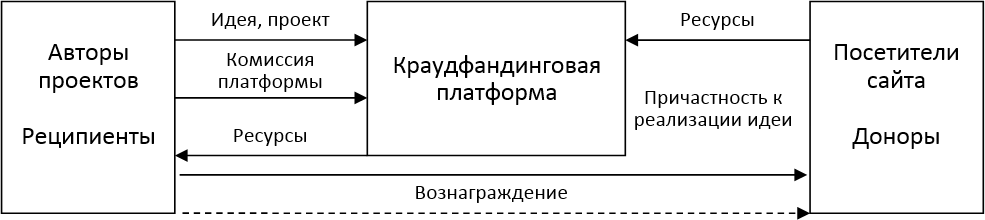 Авторы
проектов
Реципиенты
Идея, проект
Комиссия
платформы
Ресурсы
Краудфандинговая
платформа
Ресурсы
Причастность к
реализации идеи
Вознаграждение
Посетители
сайта
Доноры